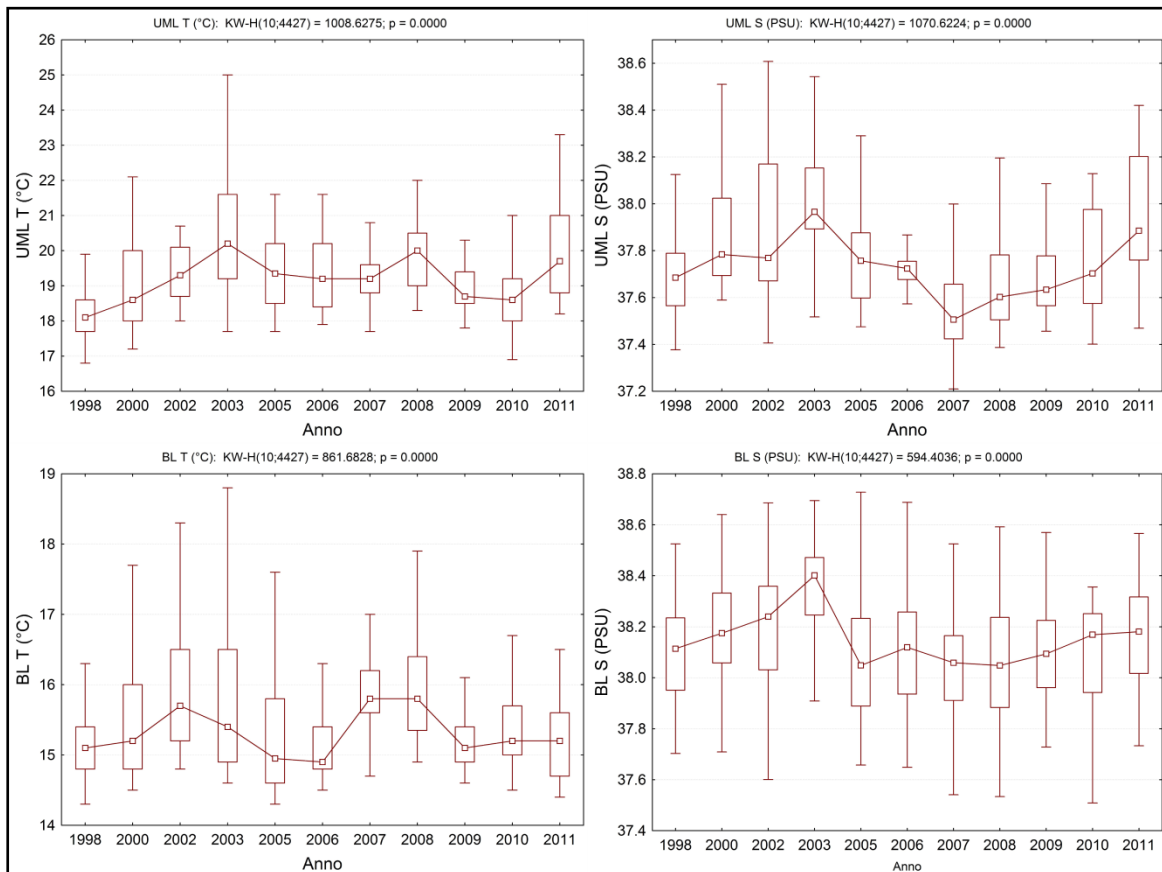 UML T (°C): KW-H(10;4427) = 1008.6275; p = 0.0000
26
25
24
23
22
21
20
19
18
17
16
UML T (°C)
1998 2000 2002 2003 2005 2006 2007 2008 2009 2010 2011
Anno
UML S (PSU): KW-H(10;4427) = 1070.6224; p = 0.0000
38.6
38.4
38.2
38.0
37.8
37.6
37.4
37.2
UML S (PSU)
1998 2000 2002 2003 2005 2006 2007 2008 2009 2010 2011
Anno
BL T (°C): KW-H(10;4427) = 861.6828; p = 0.0000
19
18
17
16
15
14
BL T (°C)
1998 2000 2002 2003 2005 2006 2007 2008 2009 2010 2011
Anno
BL S (PSU): KW-H(10;4427) = 594.4036; p = 0.0000
38.8
38.6
38.4
38.2
38.0
37.8
37.6
37.4
BL S (PSU)
1998 2000 2002 2003 2005 2006 2007 2008 2009 2010 2011
Anno